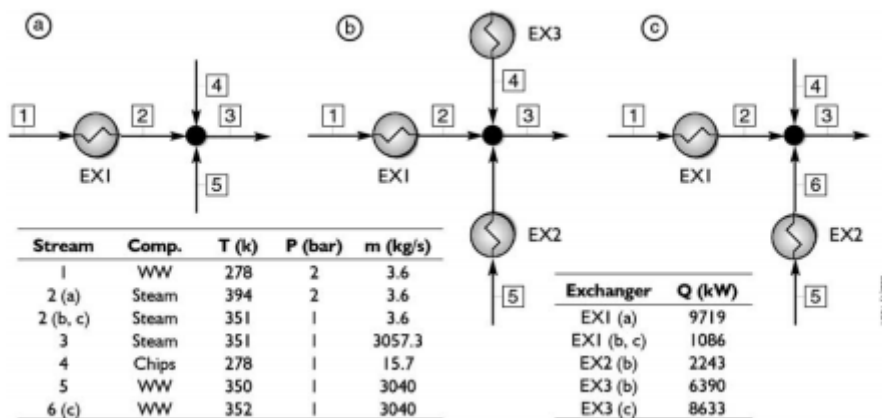 a
b
c
EX3
4
4
4
1
2
3
1
2
3
1
2
3
EX1
EX1
EX1
5
6
EX2
EX2
5
5
Stream Comp. T (k) P (bar) m (kg/s)
1 WW 278 2 3.6
2 (a) Steam 394 2 3.6
2 (b, c) Steam 351 1 3.6
3 Steam 351 1 3057.3
4 Chips 278 1 15.7
5 WW 350 1 3040
6 (c) WW 352 1 3040
Exchanger Q (kW)
EX1 (a) 9719
EX1 (b, c) 1086
EX2 (b) 2243
EX3 (b) 6390
EX3 (c) 8633